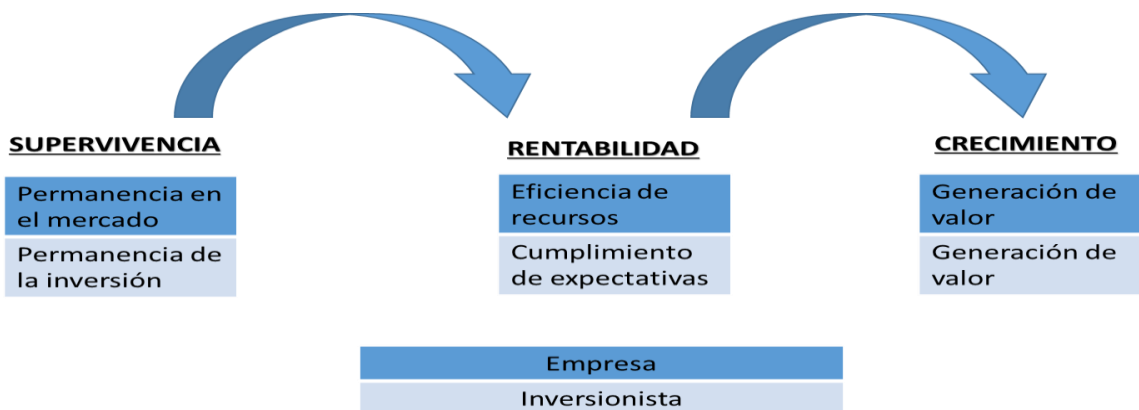 SUPERVIVENCIA
Permanencia en
el mercado
Permanencia de
la inversión
RENTABILIDAD
Eficiencia de
recursos
Cumplimiento
de expectativas
CRECIMIENTO
Generación de
valor
Generación de
valor
Empresa
Inversionista